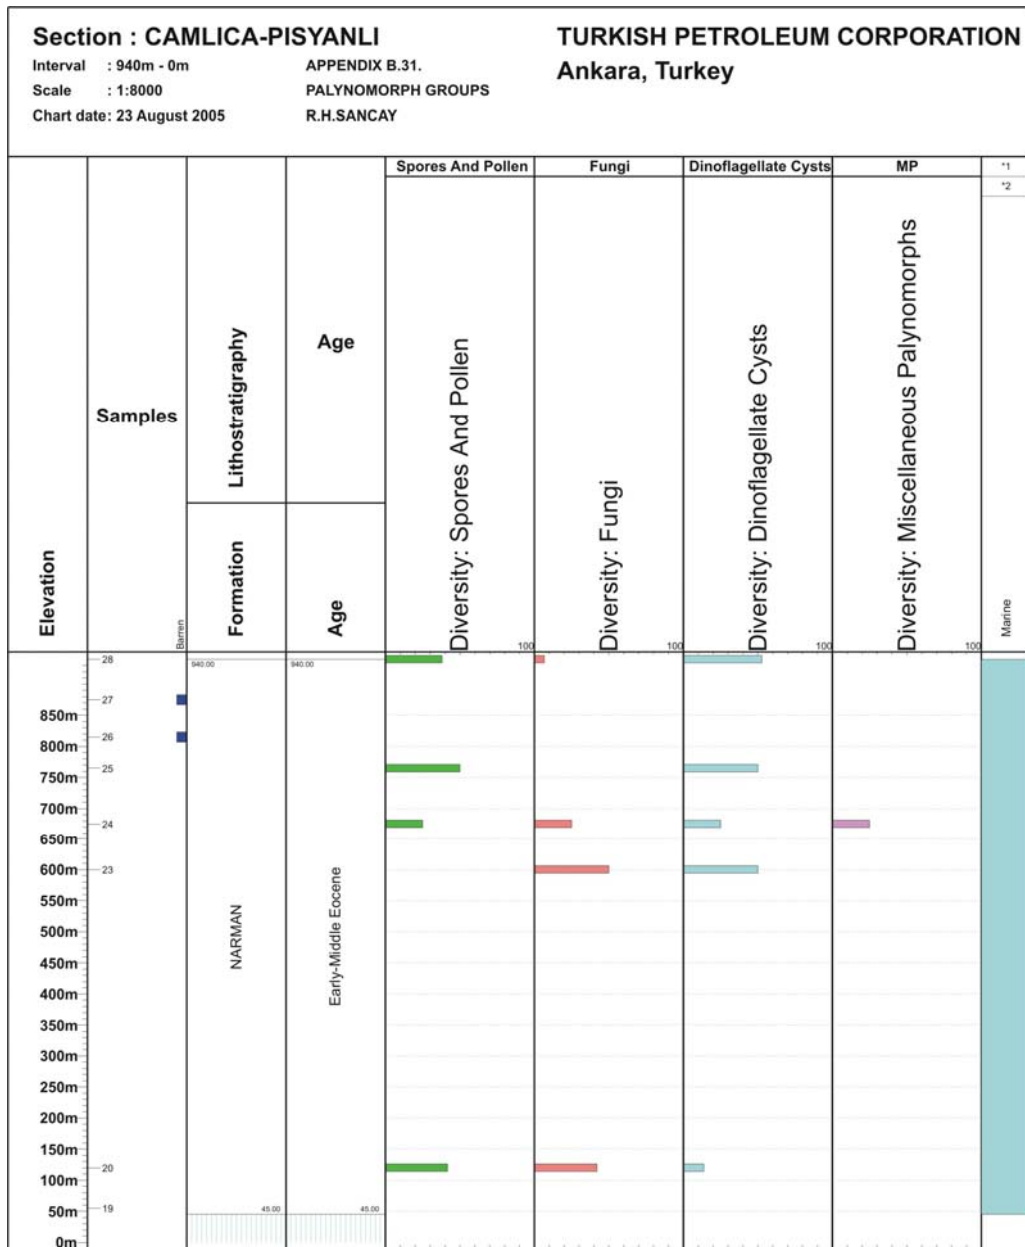 Section : CAMLICA-PISYANLI
Interval : 940m - 0m
Scale : 1:8000
Chart date: 23 August 2005
APPENDIX B.31.
PALYNOMORPH GROUPS
R.H.SANCAY
TURKISH PETROLEUM CORPORATION
Ankara, Turkey
Spores And Pollen
Fungi
Dinoflagellate Cysts
MP
*1
*2
Elevation
Samples
Barren
Lithostratigraphy
Formation
Age
Age
Diversity: Spores And Pollen
100
Diversity: Fungi
100
Diversity: Dinoflagellate Cysts
100
Diversity: Miscellaneous Palynomorphs
100
Marine
28
940.00
940.00
27
850m
26
800m
25
750m
700m
24
650m
600m
23
550m
500m
450m
400m
350m
300m
250m
200m
150m
20
100m
50m
19
0m
NARMAN
Early-Middle Eocene
45.00
45.00